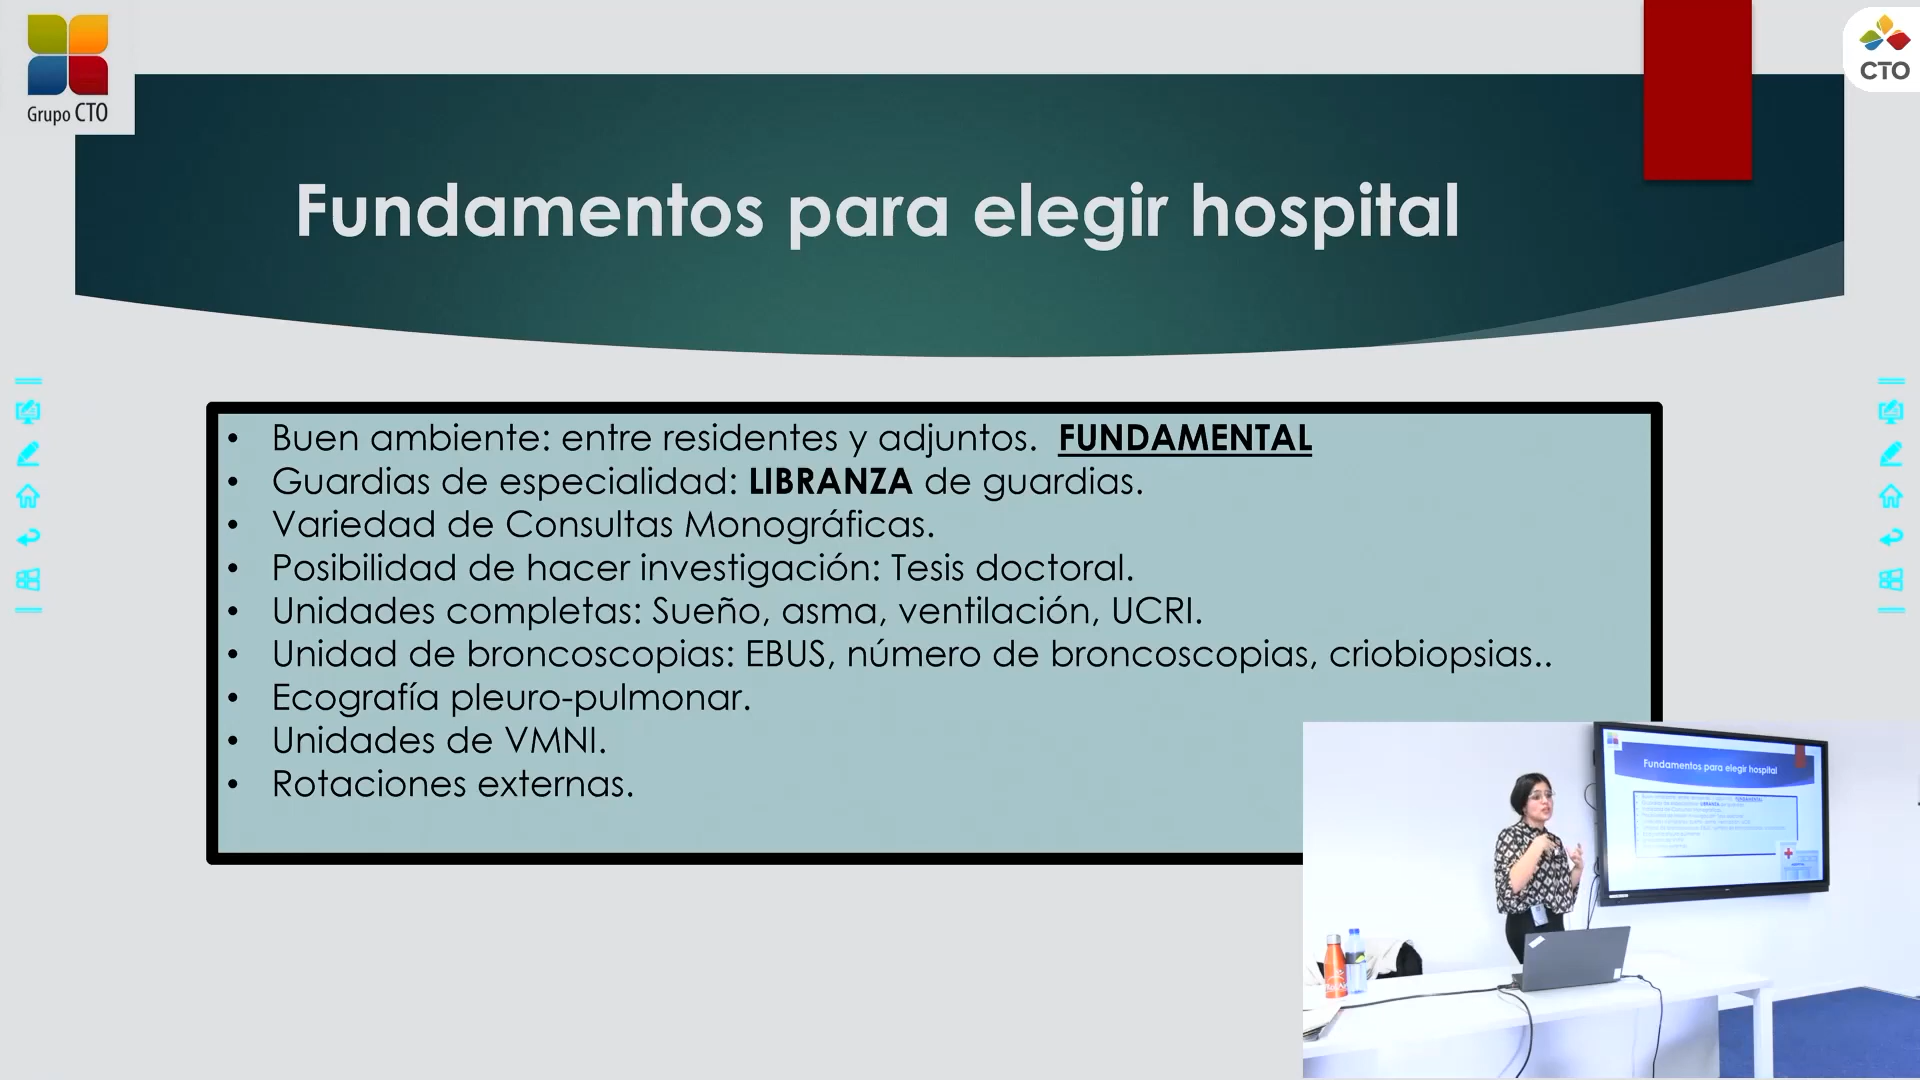 Grupo CTO
CTO
Fundamentos para elegir hospital
• Buen ambiente: entre residentes y adjuntos. FUNDAMENTAL
• Guardias de especialidad: LIBRANZA de guardias.
• Variedad de Consultas Monográficas.
• Posibilidad de hacer investigación: Tesis doctoral.
• Unidades completas: Sueño, asma, ventilación, UCRI.
• Unidad de broncoscopias: EBUS, número de broncoscopias, criobiopsias..
• Ecografía pleuro-pulmonar.
• Unidades de VMNI.
• Rotaciones externas.
Fundamentos para elegir hospital